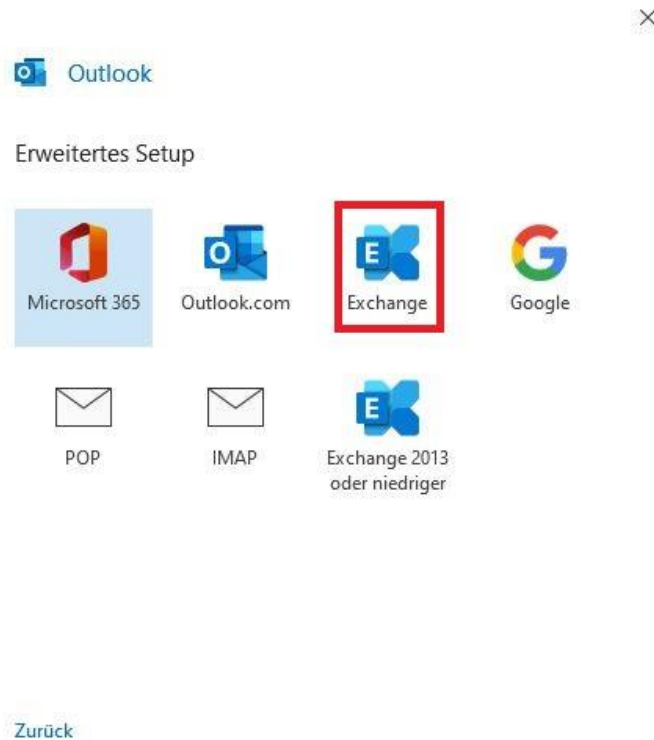 Outlook
Erweitertes Setup
Microsoft 365
Outlook.com
Exchange
Google
POP
IMAP
Exchange 2013
oder niedriger
Zurück